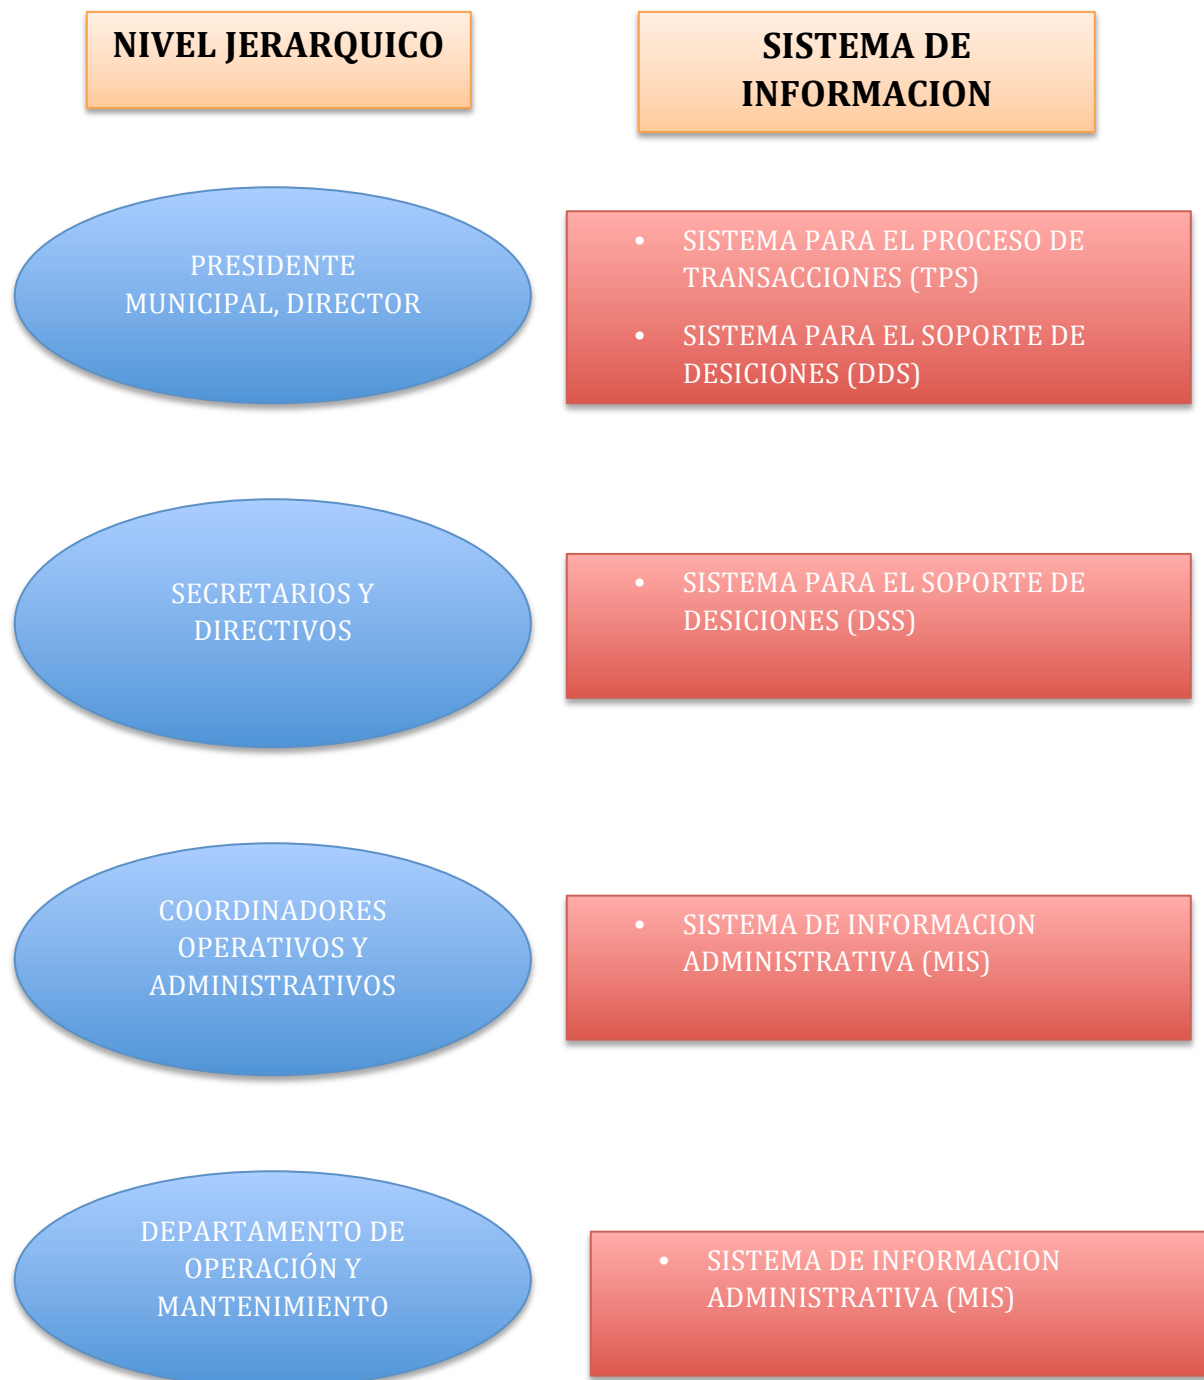 NIVEL JERARQUICO
SISTEMA DE
INFORMACION
PRESIDENTE
MUNICIPAL, DIRECTOR
• SISTEMA PARA EL PROCESO DE
TRANSACCIONES (TPS)
• SISTEMA PARA EL SOPORTE DE
DESICIONES (DDS)
SECRETARIOS Y
DIRECTIVOS
• SISTEMA PARA EL SOPORTE DE
DESICIONES (DSS)
COORDINADORES
OPERATIVOS Y
ADMINISTRATIVOS
• SISTEMA DE INFORMACION
ADMINISTRATIVA (MIS)
DEPARTAMENTO DE
OPERACIÓN Y
MANTENIMIENTO
• SISTEMA DE INFORMACION
ADMINISTRATIVA (MIS)